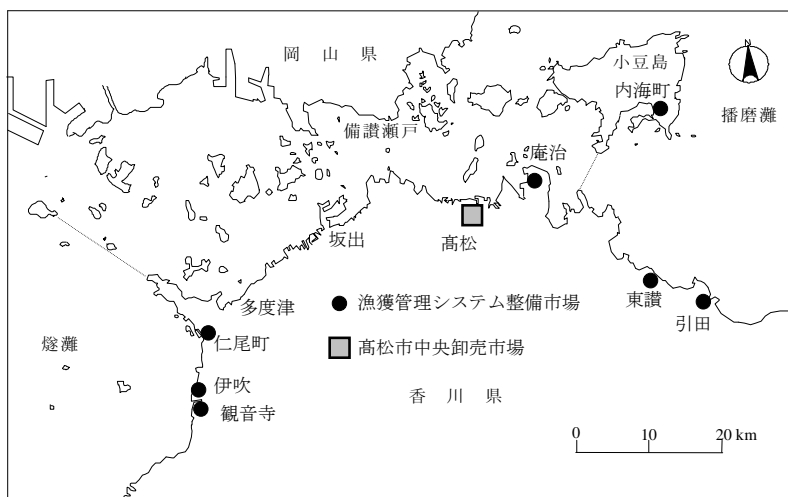 岡山県
小豆島
内海町
播磨灘
備讃瀬戸
庵治
髙松
坂出
東讃
引田
多度津
● 漁獲管理システム整備市場
仁尾町
燧灘
髙松市中央卸売市場
伊吹
香川県
観音寺
0 10 20 km